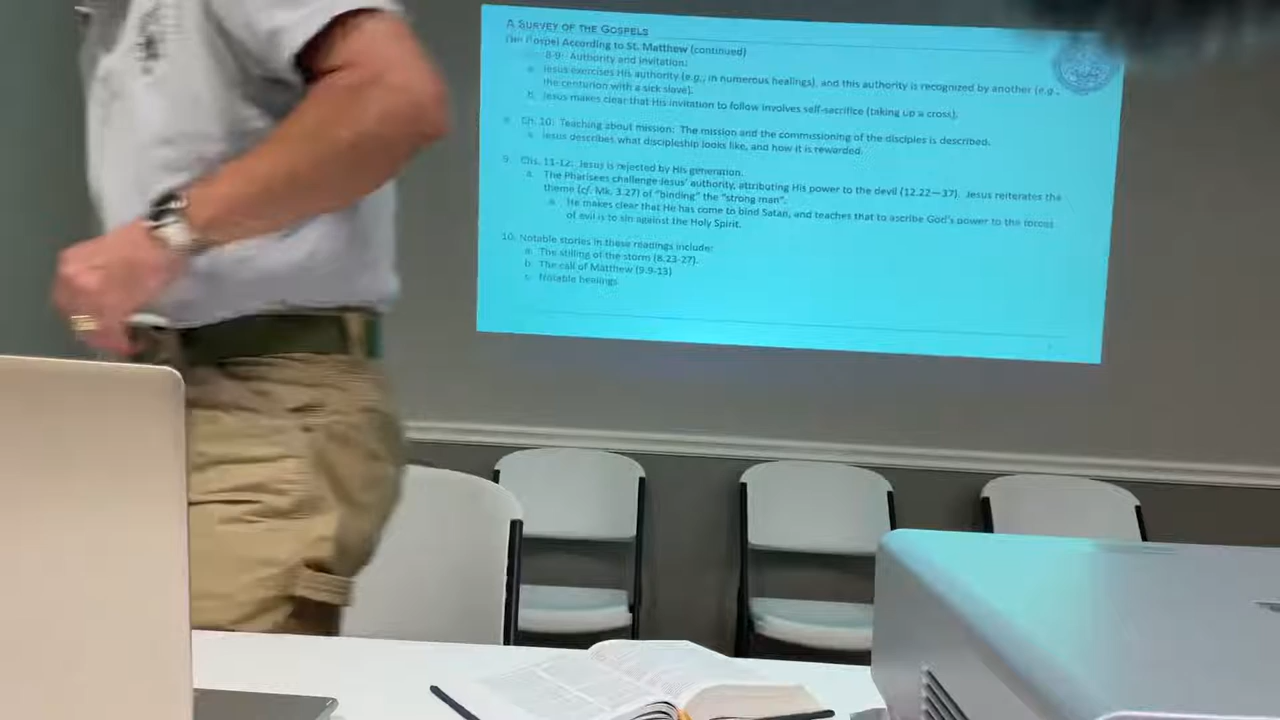 A SURVEY OF THE GOSPELS
Gospel According to St. Matthew (continued)
8-9: Authority and Invitation:
a. Jesus exercises His authority (e.g., in numerous healings), and this authority is recognized by another (e.g.,
the centurion with a sick slave).
b. Jesus makes clear that His invitation to follow involves self-sacrifice (taking up a cross).
Ch. 10: Teaching about mission: The mission and the commissioning of the disciples is described.
a. Jesus describes what discipleship looks like, and how it is rewarded.
9. Chs. 11-12: Jesus is rejected by His generation.
a. The Pharisees challenge Jesus' authority, attributing His power to the devil (12.22—37). Jesus reiterates the
theme (cf. Mk. 3.27) of "binding" the "strong man".
a. He makes clear that He has come to bind Satan, and teaches that to ascribe God's power to the forces
of evil is to sin against the Holy Spirit.
10. Notable stories in these readings include:
a. The stilling of the storm (8.23-27).
b. The call of Matthew (9.9-13)
c. Notable healings